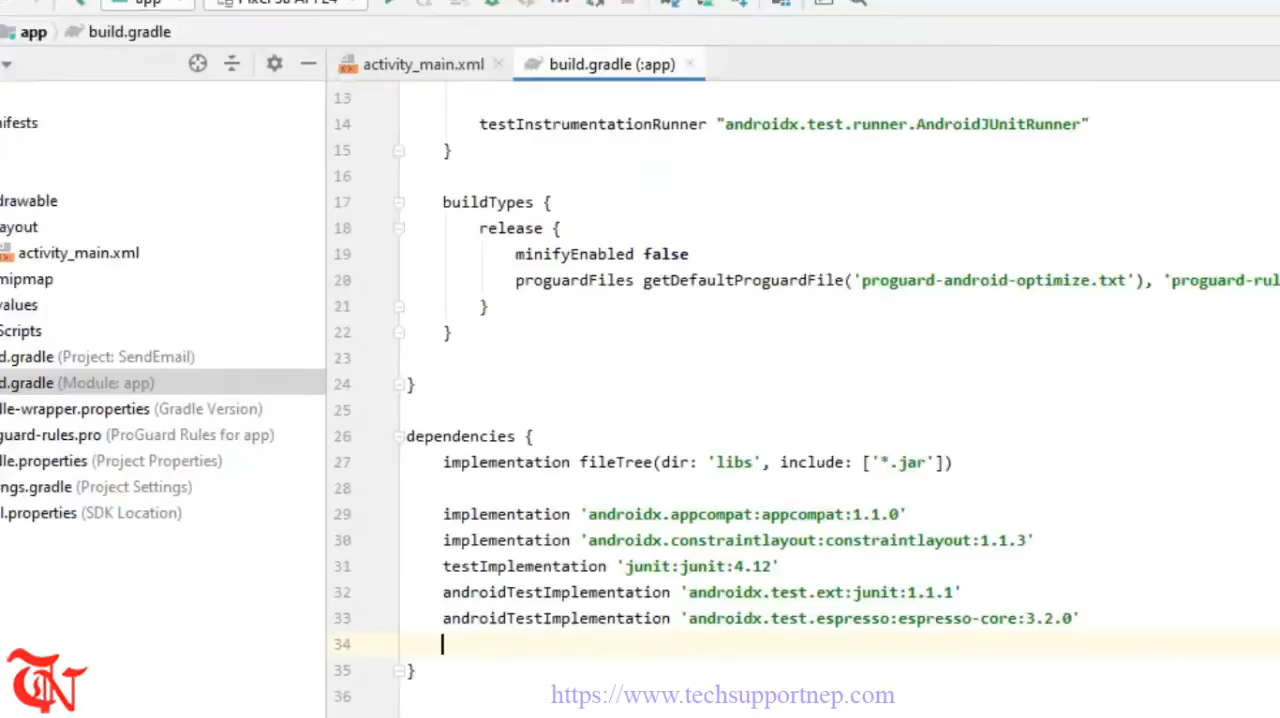 app
app build.gradle
activity_main.xml
build.gradle (:app)
13
14 testInstrumentationRunner "androidx.test.runner.AndroidJUnitRunner"
15 }
16
17 buildTypes {
18 release {
19 minifyEnabled false
20 proguardFiles getDefaultProguardFile('proguard-android-optimize.txt'), 'proguard-rul
21 }
22 }
23
24 }
25
26 dependencies {
27 implementation fileTree(dir: 'libs', include: ['*.jar'])
28
29 implementation 'androidx.appcompat:appcompat:1.1.0'
30 implementation 'androidx.constraintlayout:constraintlayout:1.1.3'
31 testImplementation 'junit:junit:4.12'
32 androidTestImplementation 'androidx.test.ext:junit:1.1.1'
33 androidTestImplementation 'androidx.test.espresso:espresso-core:3.2.0'
34
35 }
36
nifests
drawable
ayout
activity_main.xml
mipmap
values
Scripts
d.gradle (Project: SendEmail)
d.gradle (Module: app)
lle-wrapper.properties (Gradle Version)
guard-rules.pro (ProGuard Rules for app)
lle.properties (Project Properties)
ngs.gradle (Project Settings)
l.properties (SDK Location)
https://www.techsupportnep.com